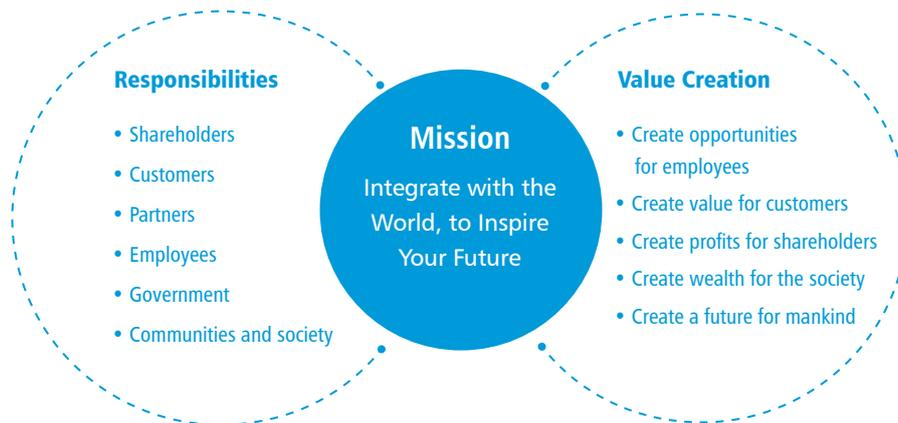 Responsibilities
• Shareholders
• Customers
• Partners
• Employees
• Government
• Communities and society
Mission
Integrate with the
World, to Inspire
Your Future
Value Creation
• Create opportunities
for employees
• Create value for customers
• Create profits for shareholders
• Create wealth for the society
• Create a future for mankind